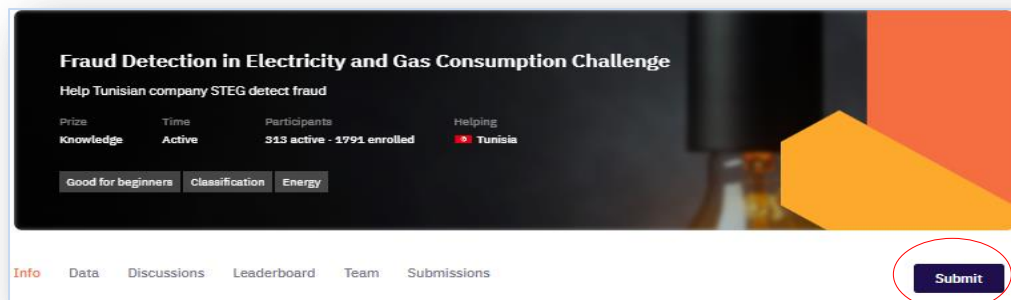 Fraud Detection in Electricity and Gas Consumption Challenge
Help Tunisian company STEG detect fraud
Prize Time Participants Helping
Knowledge Active 313 active - 1791 enrolled Tunisia
Good for beginners Classification Energy
Info Data Discussions Leaderboard Team Submissions Submit